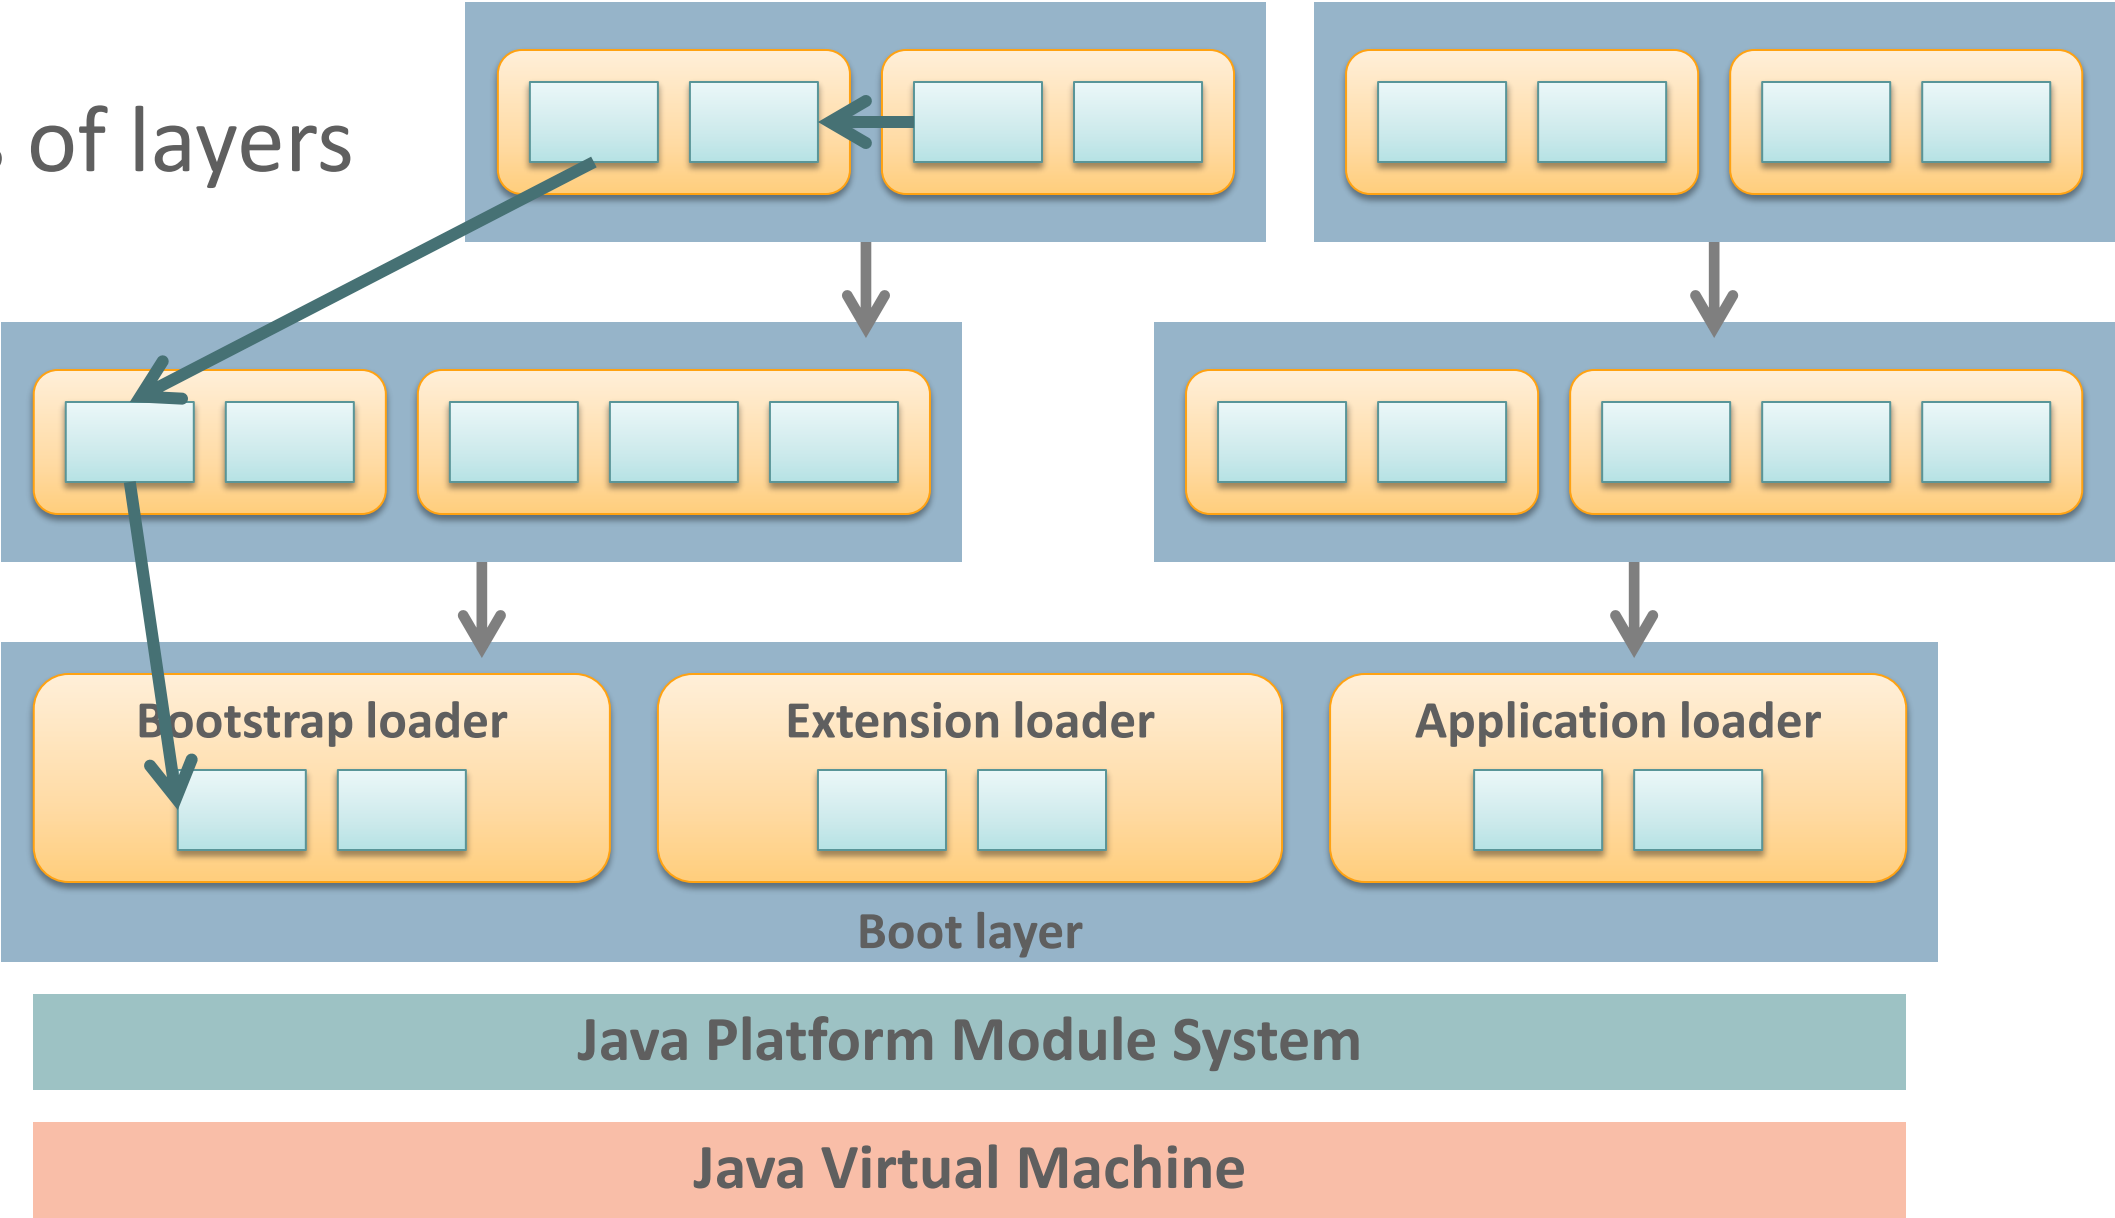 of layers
Bootstrap loader
Extension loader
Application loader
Boot layer
Java Platform Module System
Java Virtual Machine